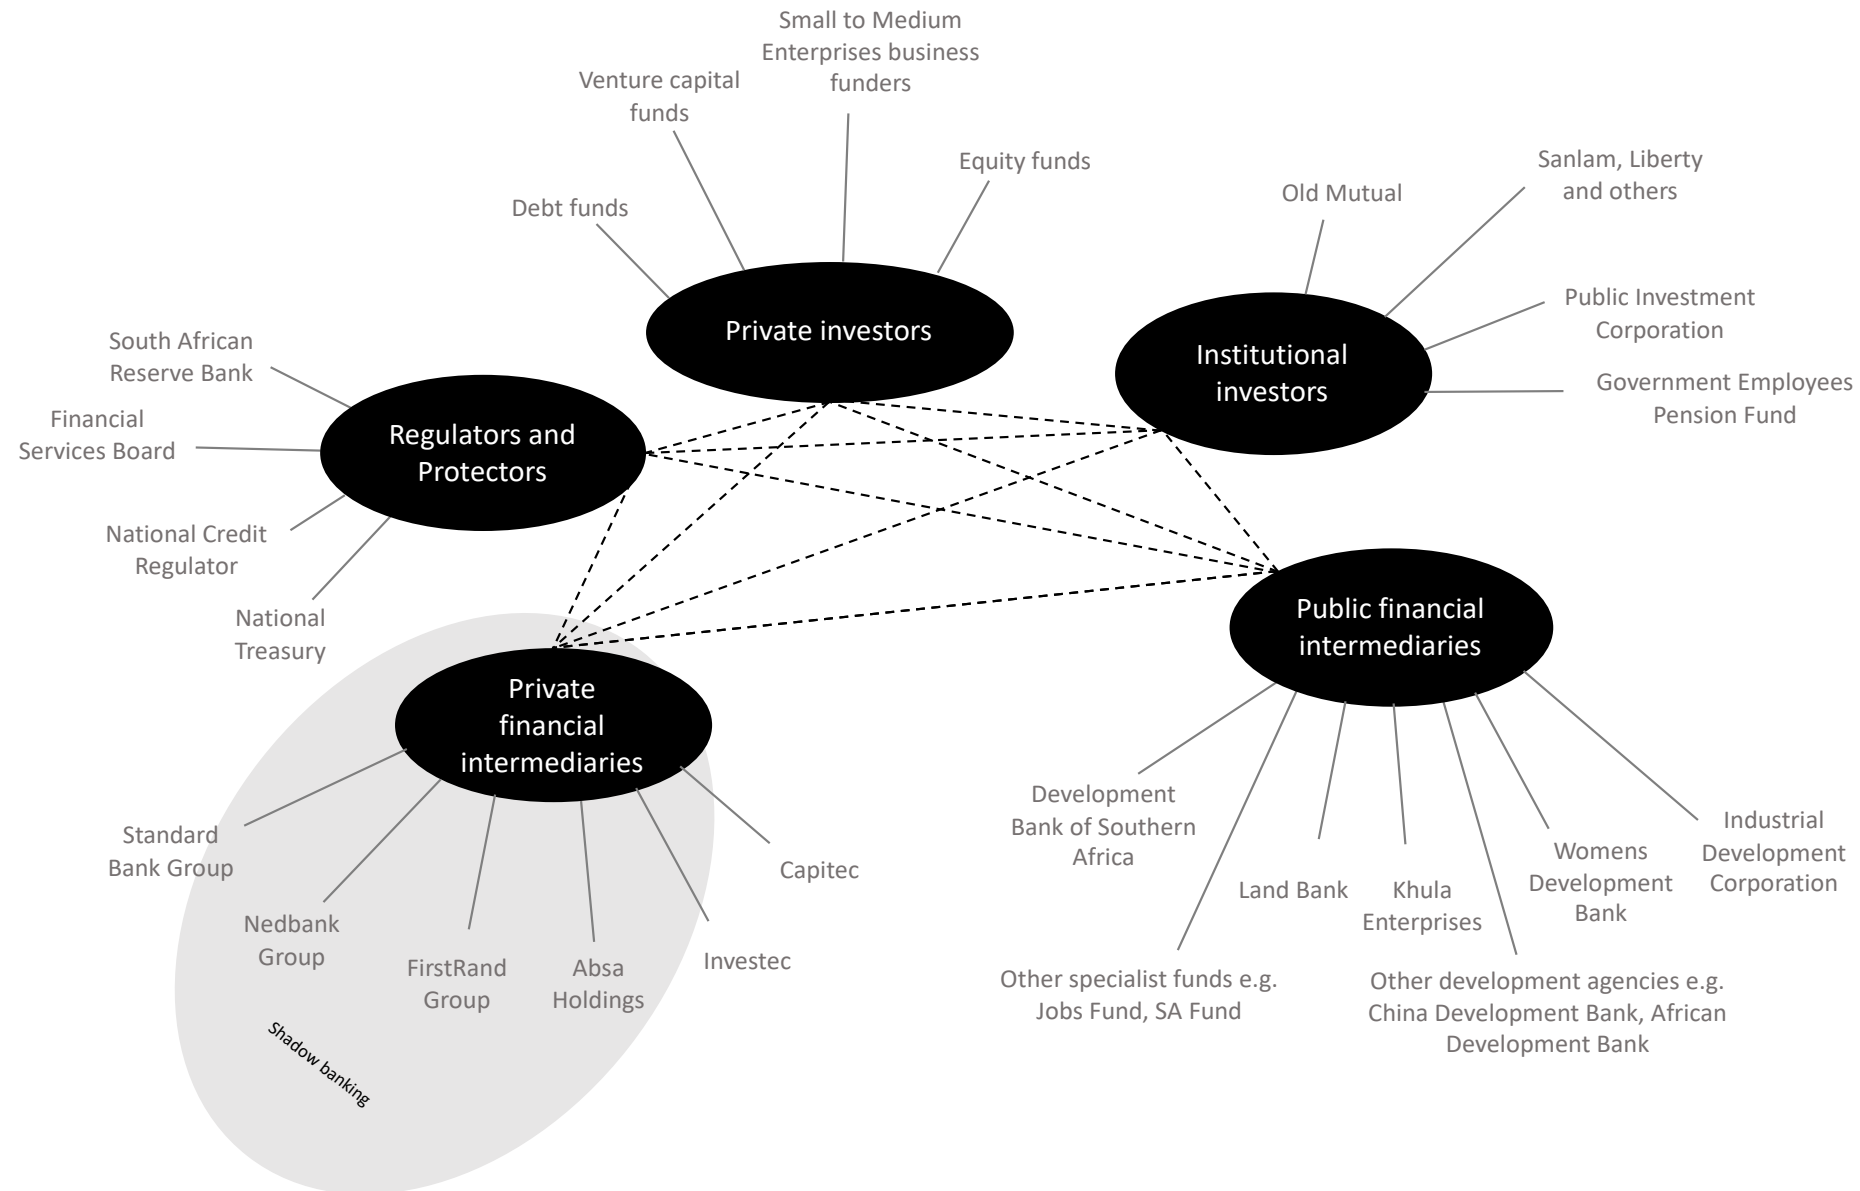 Small to Medium
Enterprises business
funders
Venture capital
funds
Equity funds
Debt funds
Sanlam, Liberty
and others
Old Mutual
Public Investment
Corporation
Government Employees
Pension Fund
Private investors
Institutional
investors
South African
Reserve Bank
Financial
Services Board
Regulators and
Protectors
National Credit
Regulator
National
Treasury
Public financial
intermediaries
Private
financial
intermediaries
Standard
Bank Group
Nedbank
Group
FirstRand
Group
Absa
Holdings
Investec
Capitec
Shadow banking
Development
Bank of Southern
Africa
Land Bank
Khula
Enterprises
Womens
Development
Bank
Industrial
Development
Corporation
Other specialist funds e.g.
Jobs Fund, SA Fund
Other development agencies e.g.
China Development Bank, African
Development Bank